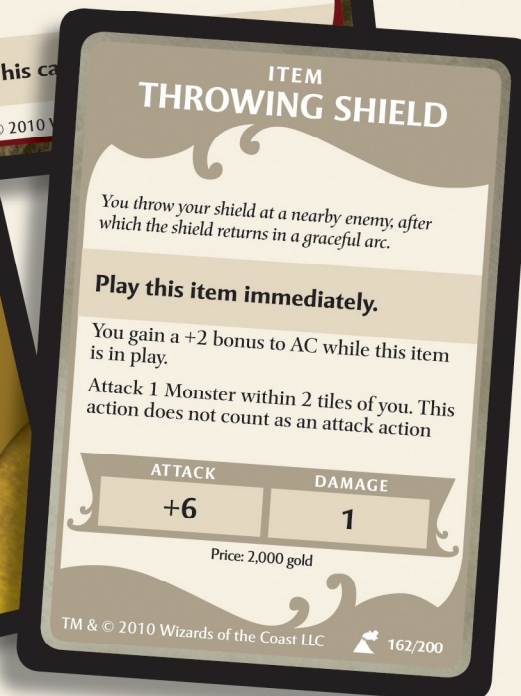 his
© 2010
ITEM
THROWING SHIELD
You throw your shield at a nearby enemy, after
which the shield returns in a graceful arc.
Play this item immediately.
You gain a +2 bonus to AC while this item
is in play.
Attack 1 Monster within 2 tiles of you. This
action does not count as an attack action
ATTACK DAMAGE
+6 1
Price: 2,000 gold
TM & © 2010 Wizards of the Coast LLC 162/200